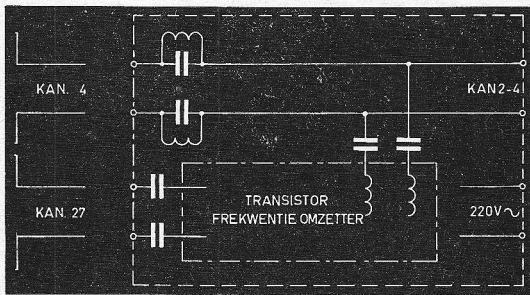 KAN. 4
KAN2-4
KAN. 27
TRANSISTOR
FREKWENTIE OMZETTER
220V~